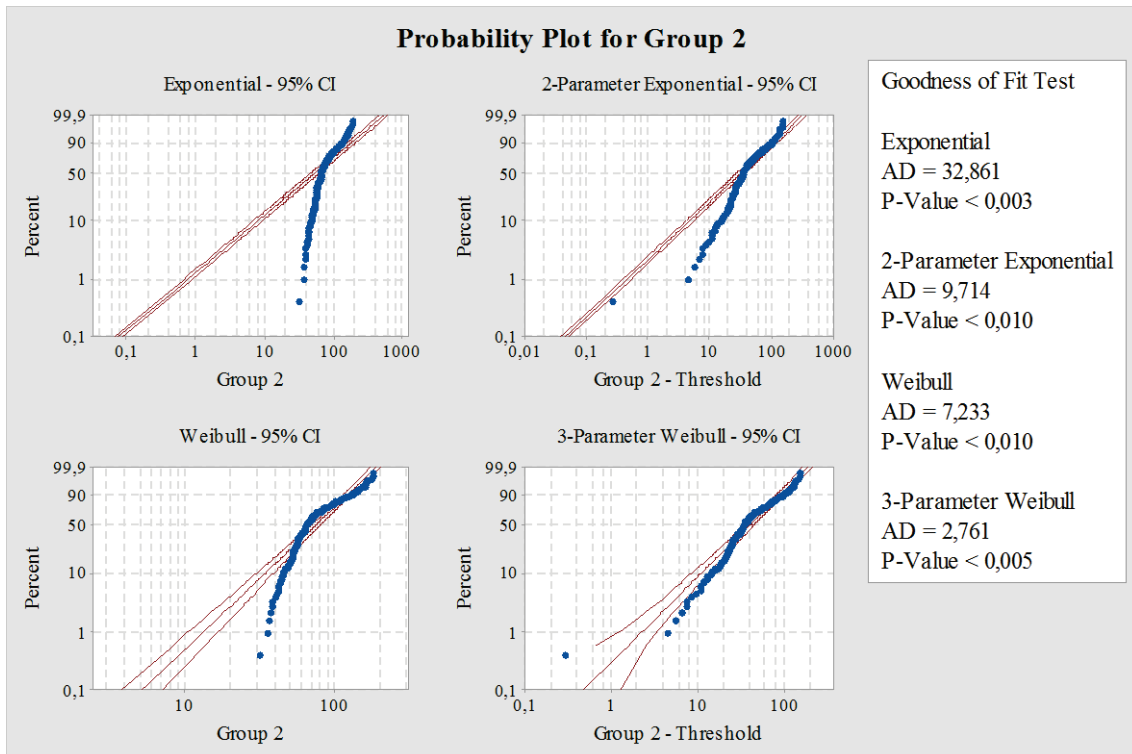 Probability Plot for Group 2
Exponential - 95% CI
99,9
90
50
10
1
0,1
Percent
0,1 1 10 100 1000
Group 2
2-Parameter Exponential - 95% CI
99,9
90
50
10
1
0,1
Percent
0,01 0,1 1 10 100 1000
Group 2 - Threshold
Weibull - 95% CI
99,9
90
50
10
1
0,1
Percent
10 100
Group 2
3-Parameter Weibull - 95% CI
99,9
90
50
10
1
0,1
Percent
0,1 1 10 100
Group 2 - Threshold
Goodness of Fit Test
Exponential
AD = 32,861
P-Value < 0,003
2-Parameter Exponential
AD = 9,714
P-Value < 0,010
Weibull
AD = 7,233
P-Value < 0,010
3-Parameter Weibull
AD = 2,761
P-Value < 0,005